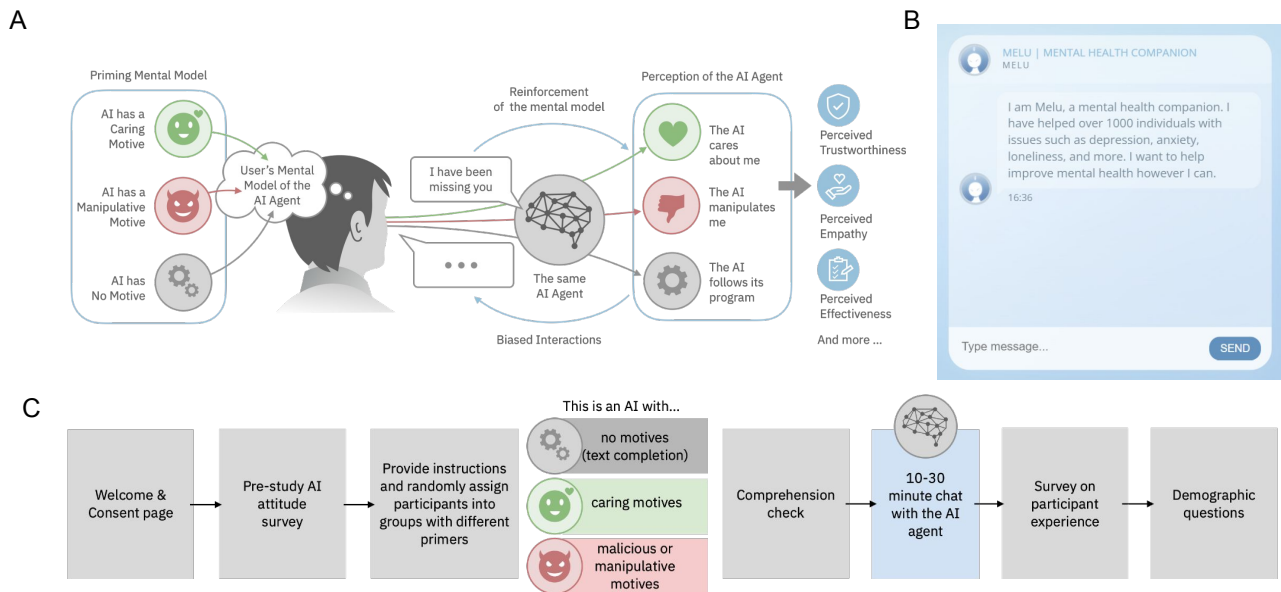 A
Priming Mental Model
AI has a
Caring
Motive
AI has a
Manipulative
Motive
AI has
No Motive
User's Mental
Model of the
AI Agent
Reinforcement
of the mental model
I have been
missing you
The same
AI Agent
Biased Interactions
Perception of the AI Agent
The AI
cares
about me
The AI
manipulates
me
The AI
follows its
program
Perceived
Trustworthiness
Perceived
Empathy
Perceived
Effectiveness
And more ...
B
MELU | MENTAL HEALTH COMPANION
MELU
I am Melu, a mental health companion. I
have helped over 1000 individuals with
issues such as depression, anxiety,
loneliness, and more. I want to help
improve mental health however I can.
16:36
Type message...
SEND
C
Welcome &
Consent page
Pre-study AI
attitude
survey
Provide instructions
and randomly assign
participants into
groups with different
primers
This is an AI with...
no motives
(text completion)
caring motives
malicious or
manipulative
motives
Comprehension
check
10-30
minute chat
with the AI
agent
Survey on
participant
experience
Demographic
questions